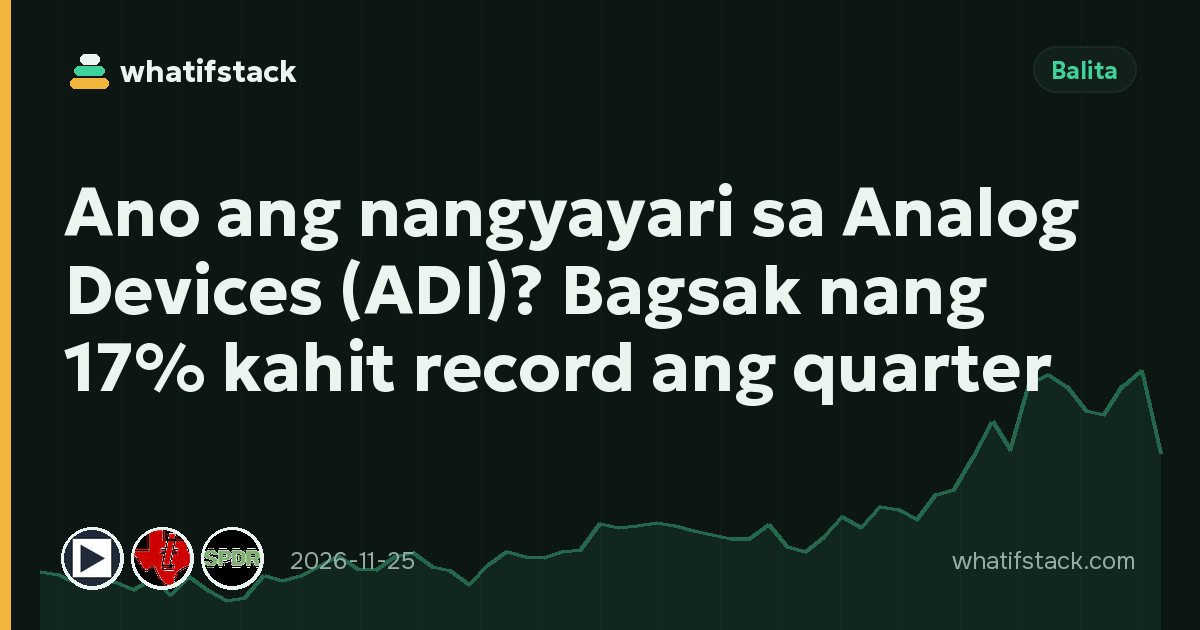 whatifstack
Balita
Ano ang nangyayari sa Analog
Devices (ADI)? Bagsak nang
17% kahit record ang quarter
SPDR
2026-11-25
whatifstack.com